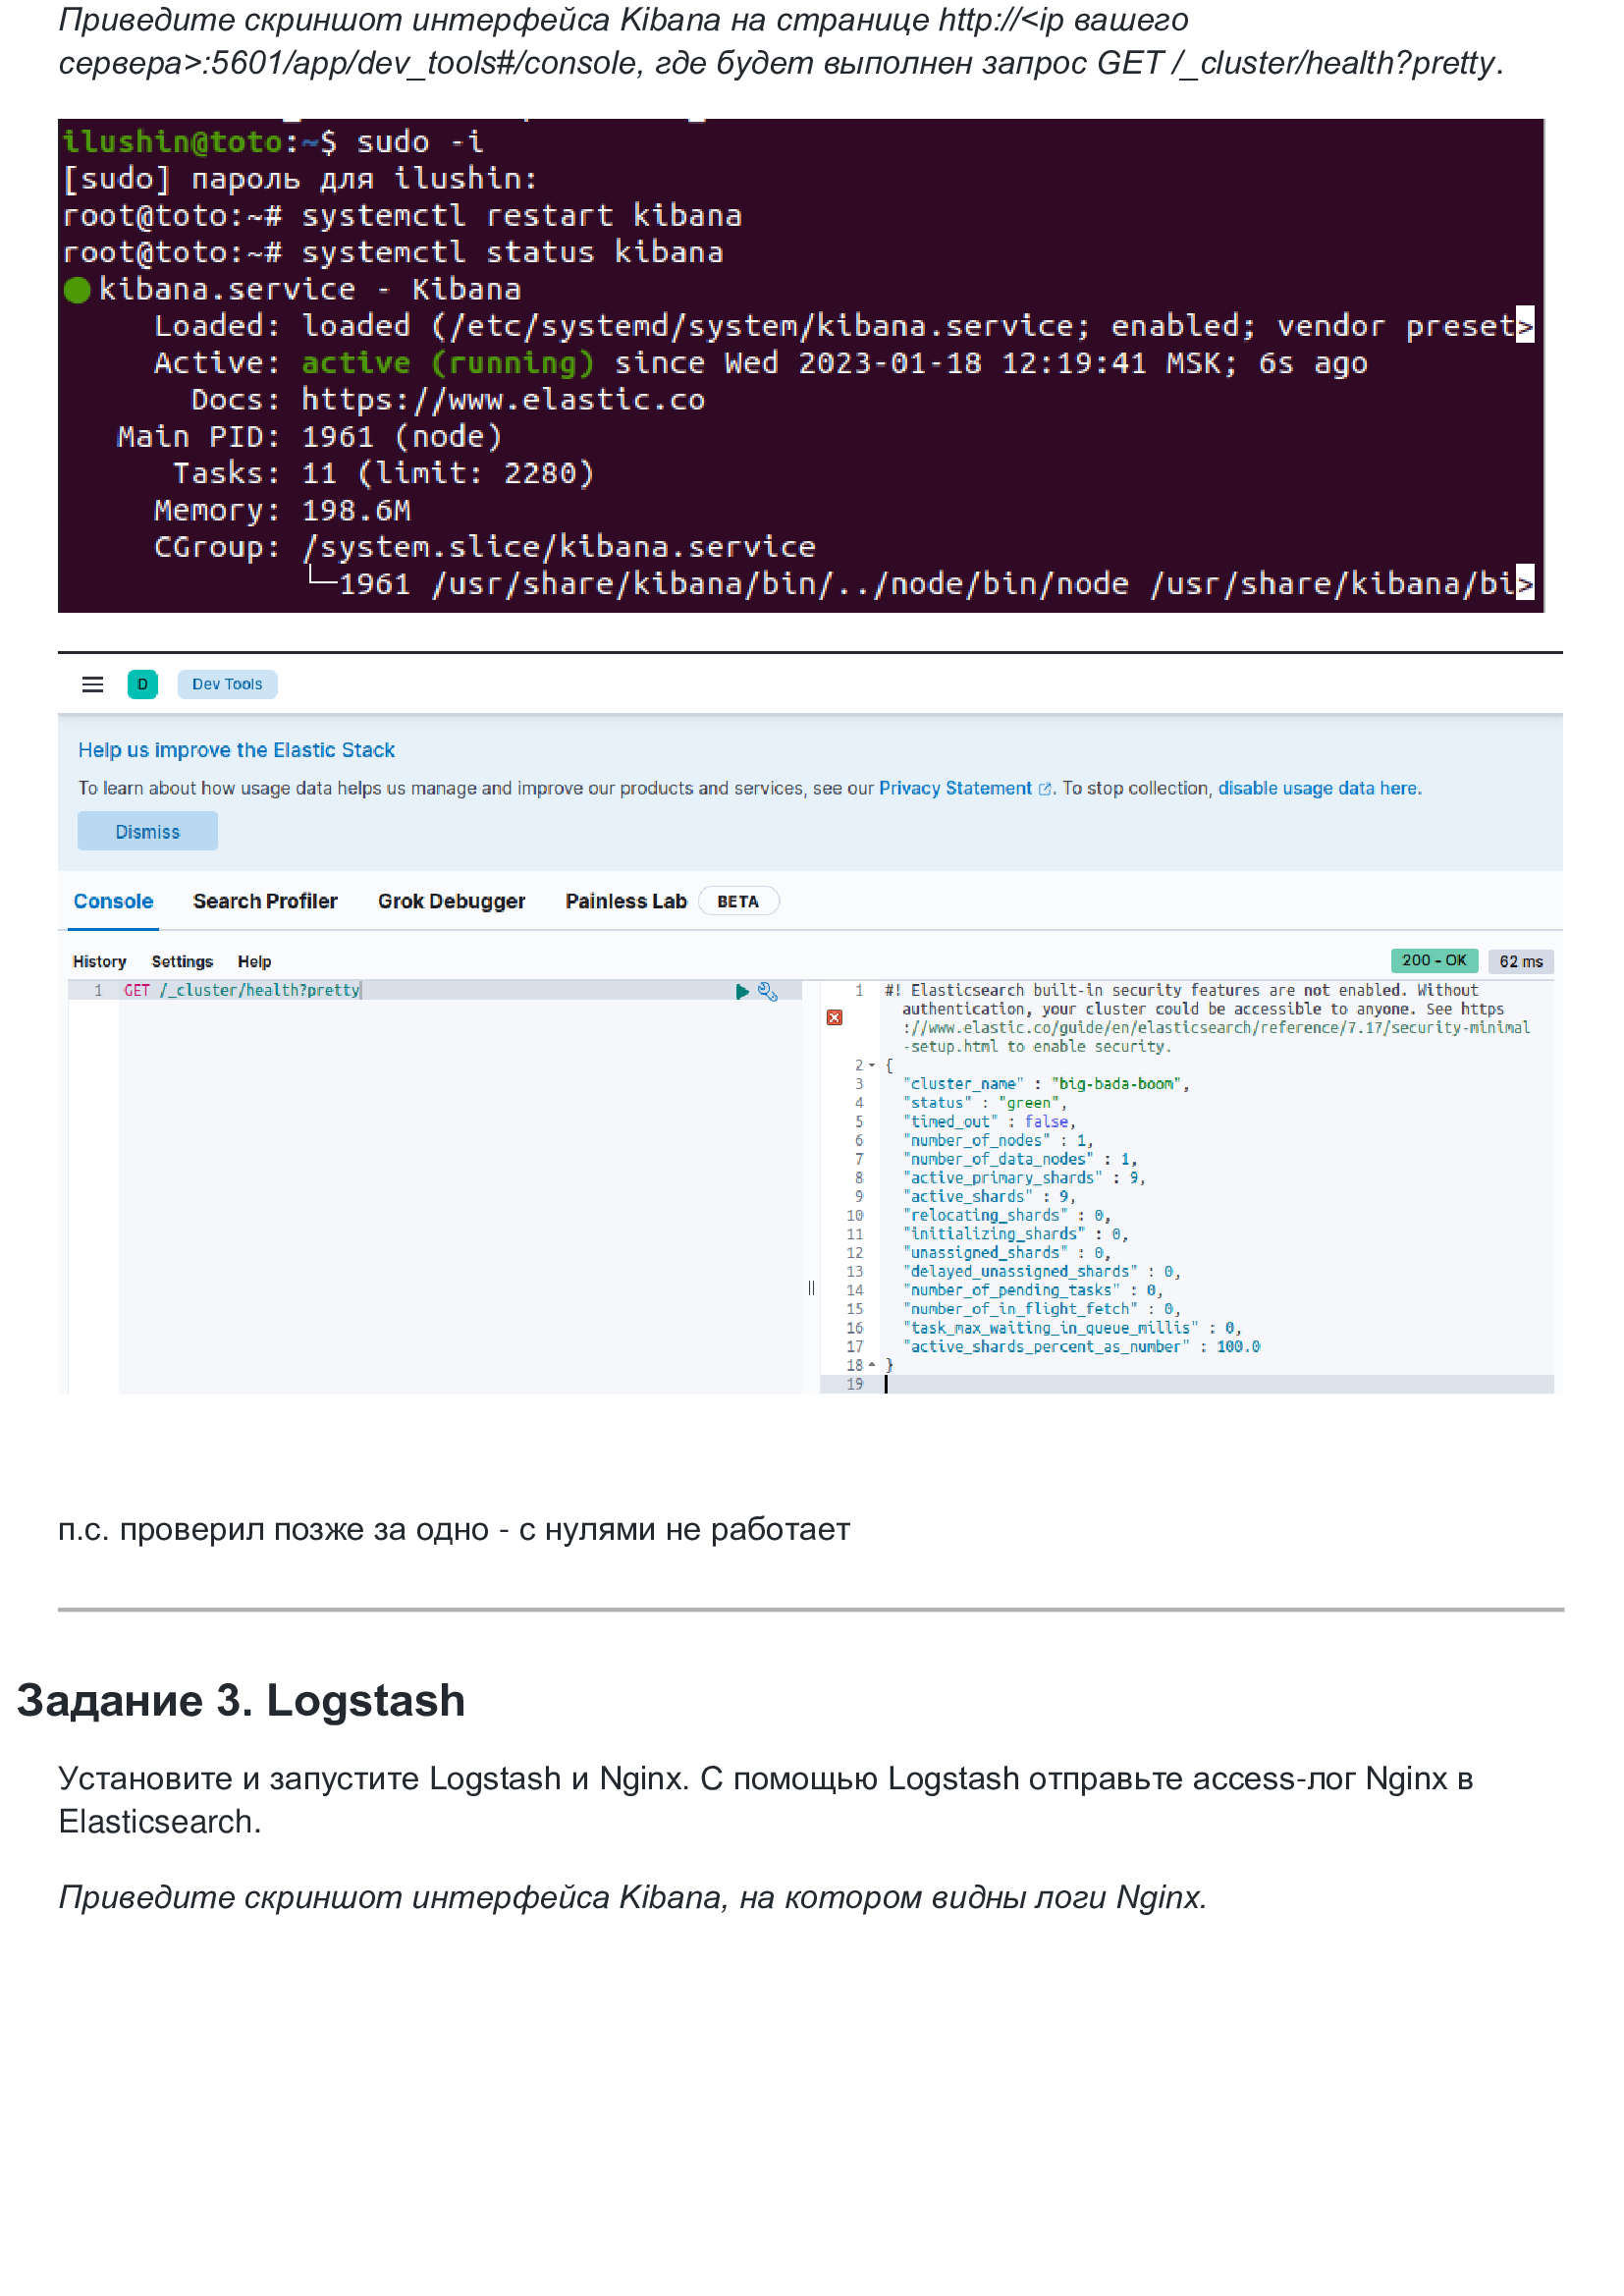 Приведите скриншот интерфейса Kibana на странице http://<ip вашего
сервера>:5601/app/dev_tools#/console, где будет выполнен запрос GET /_cluster/health?pretty.
ilushin@toto:~$ sudo -i
[sudo] пароль для ilushin:
root@toto:~# systemctl restart kibana
root@toto:~# systemctl status kibana
kibana.service - Kibana
Loaded: loaded (/etc/systemd/system/kibana.service; enabled; vendor preset>
Active: active (running) since Wed 2023-01-18 12:19:41 MSK; 6s ago
Docs: https://www.elastic.co
Main PID: 1961 (node)
Tasks: 11 (limit: 2280)
Memory: 198.6M
CGroup: /system.slice/kibana.service
└─1961 /usr/share/kibana/bin/../node/bin/node /usr/share/kibana/bi>
D Dev Tools
Help us improve the Elastic Stack
To learn about how usage data helps us manage and improve our products and services, see our Privacy Statement. To stop collection, disable usage data here.
Dismiss
Console Search Profiler Grok Debugger Painless Lab BETA
History Settings Help 200 - OK 62 ms
1 GET /_cluster/health?pretty
1 #! Elasticsearch built-in security features are not enabled. Without
authentication, your cluster could be accessible to anyone. See https
://www.elastic.co/guide/en/elasticsearch/reference/7.17/security-minimal
-setup.html to enable security.
2 {
3 "cluster_name" : "big-bada-boom",
4 "status" : "green",
5 "timed_out" : false,
6 "number_of_nodes" : 1,
7 "number_of_data_nodes" : 1,
8 "active_primary_shards" : 9,
9 "active_shards" : 9,
10 "relocating_shards" : 0,
11 "initializing_shards" : 0,
12 "unassigned_shards" : 0,
13 "delayed_unassigned_shards" : 0,
14 "number_of_pending_tasks" : 0,
15 "number_of_in_flight_fetch" : 0,
16 "task_max_waiting_in_queue_millis" : 0,
17 "active_shards_percent_as_number" : 100.0
18 }
19
п.с. проверил позже за одно - с нулями не работает
Задание 3. Logstash
Установите и запустите Logstash и Nginx. С помощью Logstash отправьте access-лог Nginx в
Elasticsearch.
Приведите скриншот интерфейса Kibana, на котором видны логи Nginx.